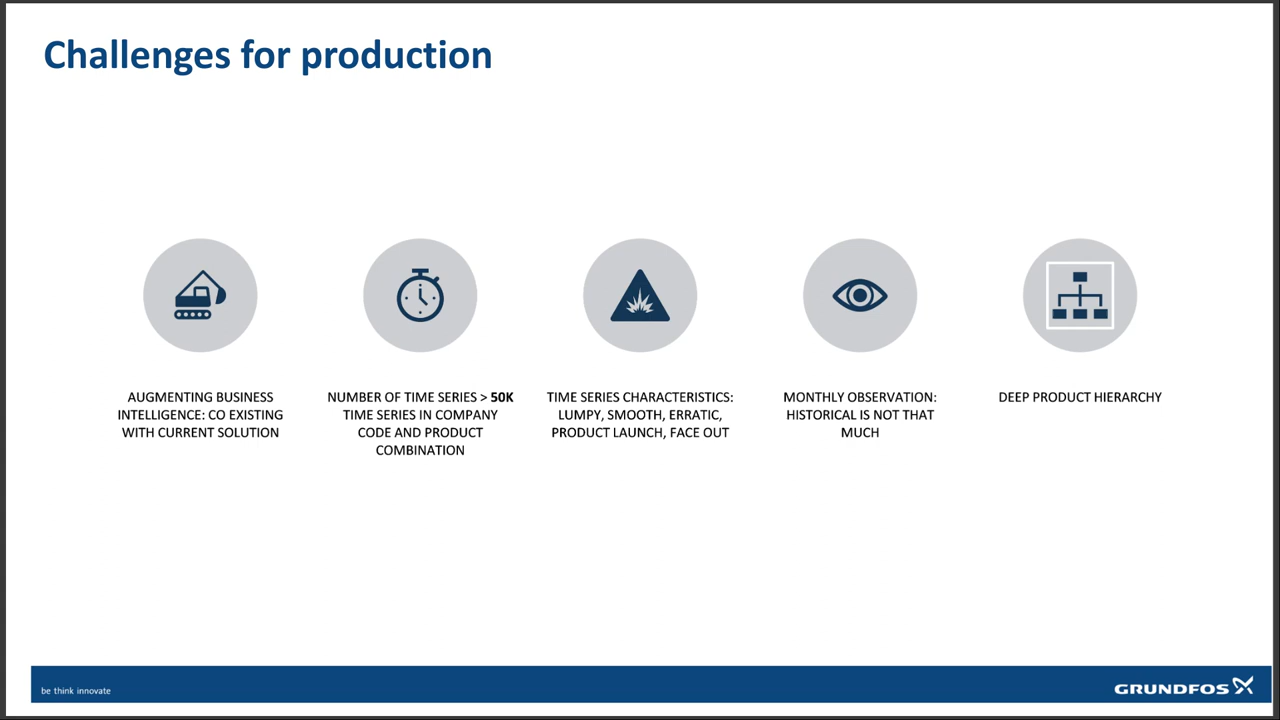 Challenges for production
AUGMENTING BUSINESS
INTELLIGENCE: CO EXISTING
WITH CURRENT SOLUTION
NUMBER OF TIME SERIES > 50K
TIME SERIES IN COMPANY
CODE AND PRODUCT
COMBINATION
TIME SERIES CHARACTERISTICS:
LUMPY, SMOOTH, ERRATIC,
PRODUCT LAUNCH, FACE OUT
MONTHLY OBSERVATION:
HISTORICAL IS NOT THAT
MUCH
DEEP PRODUCT HIERARCHY
be think innovate
GRUNDFOS